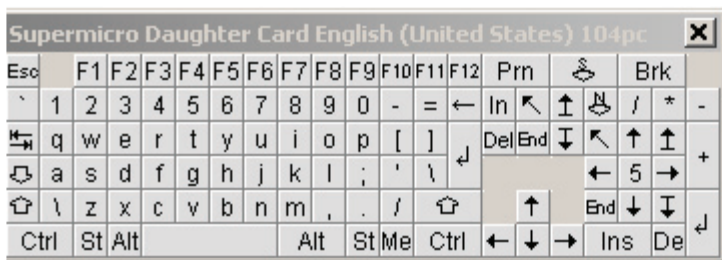 Supermicro Daughter Card English (United States) 104pc
Esc F1 F2 F3 F4 F5 F6 F7 F8 F9 F10 F11 F12 Prn S Brk
` 1 2 3 4 5 6 7 8 9 0 - = ← In ↖ ↥ N / * -
↹ q w e r t y u i o p [ ] ↲ Del End ↧ ↖ ↑ ↥ +
a s d f g h j k l ; ' \ ← 5 →
⇧ \ z x c v b n m , . / ⇧ ↑ End ↓ ↧ ↲
Ctrl St Alt Alt St Me Ctrl ← ↓ → Ins De